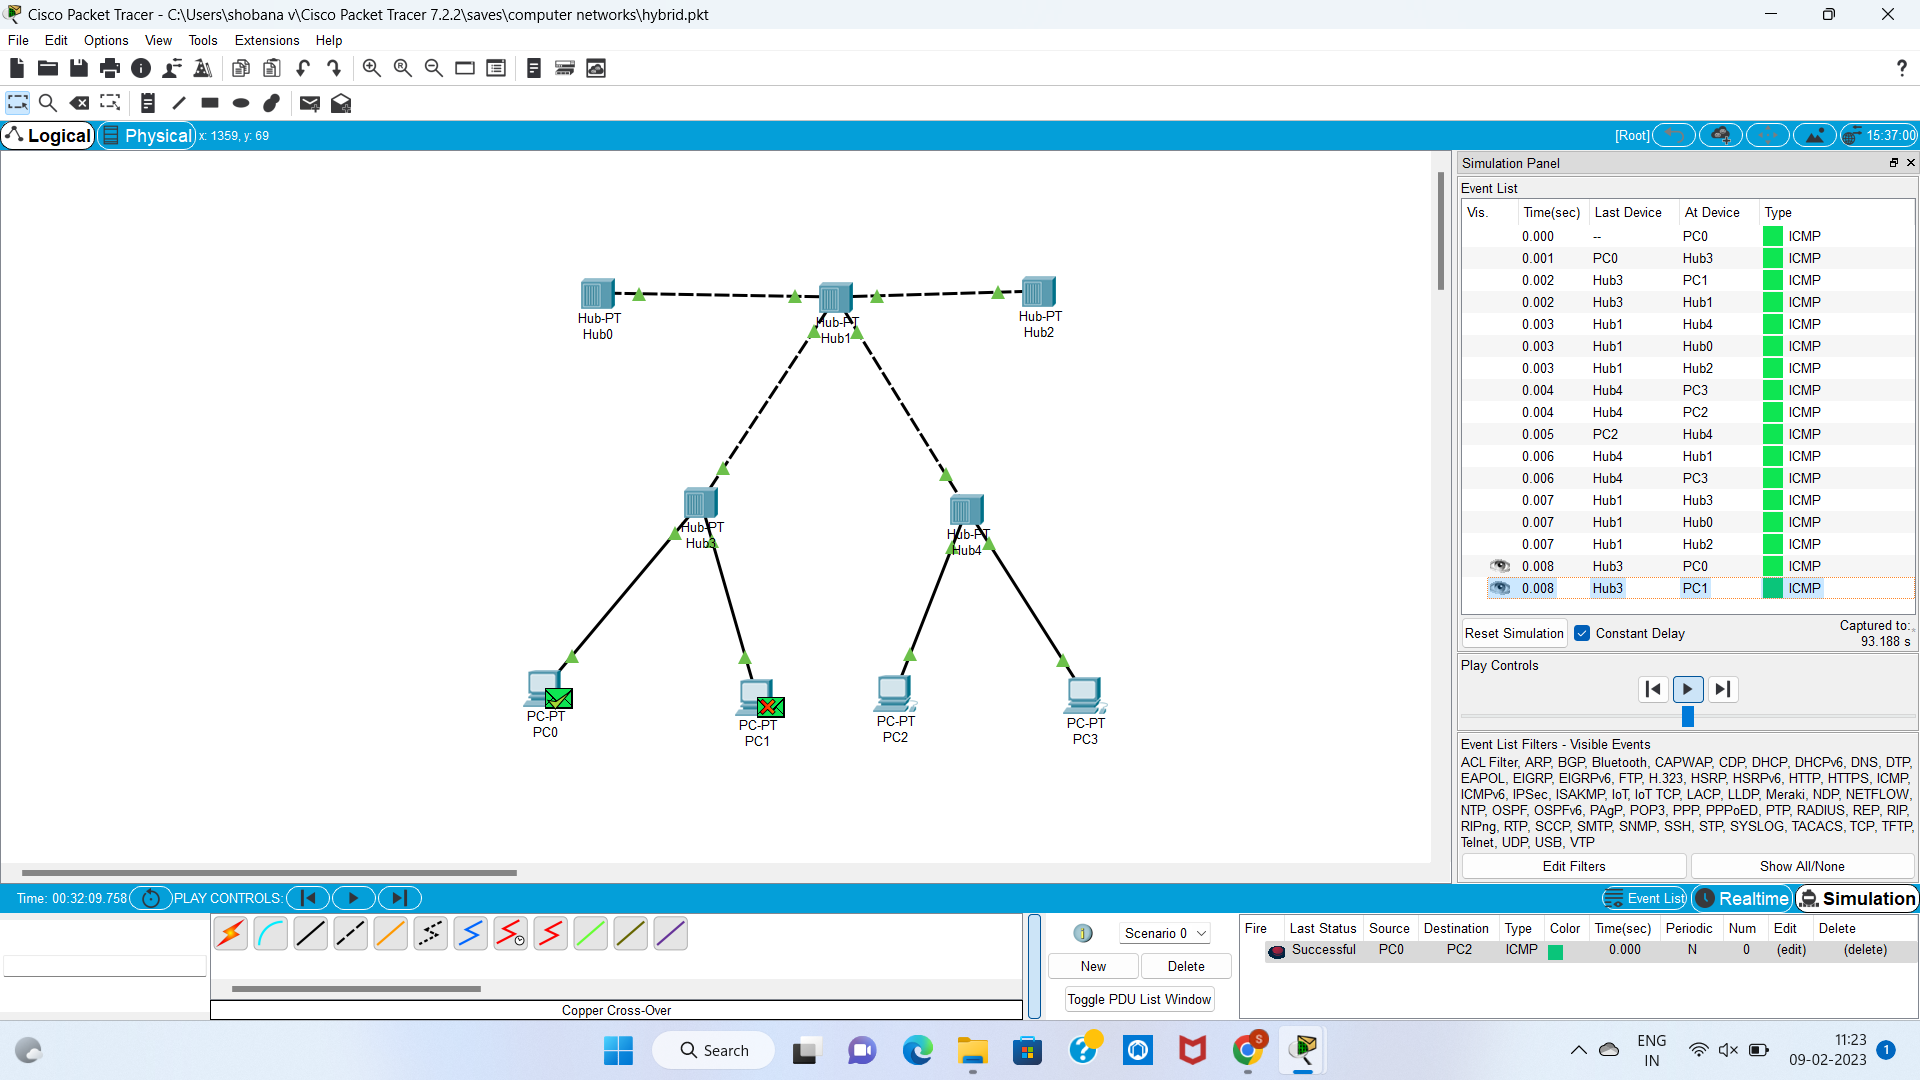 Cisco Packet Tracer - C:\Users\shobana v\Cisco Packet Tracer 7.2.2\saves\computer networks\hybrid.pkt
File Edit Options View Tools Extensions Help
?
Logical Physical x: 1359, y: 69 [Root] 15:37:00
Simulation Panel
Event List
Vis. Time(sec) Last Device At Device Type
0.000 -- PC0 ICMP
0.001 PC0 Hub3 ICMP
0.002 Hub3 PC1 ICMP
0.002 Hub3 Hub1 ICMP
0.003 Hub1 Hub4 ICMP
0.003 Hub1 Hub0 ICMP
0.003 Hub1 Hub2 ICMP
0.004 Hub4 PC3 ICMP
0.004 Hub4 PC2 ICMP
0.005 PC2 Hub4 ICMP
0.006 Hub4 Hub1 ICMP
0.006 Hub4 PC3 ICMP
0.007 Hub1 Hub3 ICMP
0.007 Hub1 Hub0 ICMP
0.007 Hub1 Hub2 ICMP
0.008 Hub3 PC0 ICMP
0.008 Hub3 PC1 ICMP
Reset Simulation Constant Delay Captured to:
93.188 s
Play Controls
Event List Filters - Visible Events
ACL Filter, ARP, BGP, Bluetooth, CAPWAP, CDP, DHCP, DHCPv6, DNS, DTP,
EAPOL, EIGRP, EIGRPv6, FTP, H.323, HSRP, HSRPv6, HTTP, HTTPS, ICMP,
ICMPv6, IPSec, ISAKMP, IoT, IoT TCP, LACP, LLDP, Meraki, NDP, NETFLOW,
NTP, OSPF, OSPFv6, PAgP, POP3, PPP, PPPoED, PTP, RADIUS, REP, RIP,
RIPng, RTP, SCCP, SMTP, SNMP, SSH, STP, SYSLOG, TACACS, TCP, TFTP,
Telnet, UDP, USB, VTP
Edit Filters Show All/None
Hub-PT
Hub0
Hub-PT
Hub1
Hub-PT
Hub2
Hub-PT
Hub3
Hub-PT
Hub4
PC-PT
PC0
PC-PT
PC1
PC-PT
PC2
PC-PT
PC3
Time: 00:32:09.758 PLAY CONTROLS: Event List Realtime Simulation
Copper Cross-Over
Scenario 0
New Delete
Toggle PDU List Window
Fire Last Status Source Destination Type Color Time(sec) Periodic Num Edit Delete
Successful PC0 PC2 ICMP 0.000 N 0 (edit) (delete)
Search
S
ENG
IN
11:23
09-02-2023
1